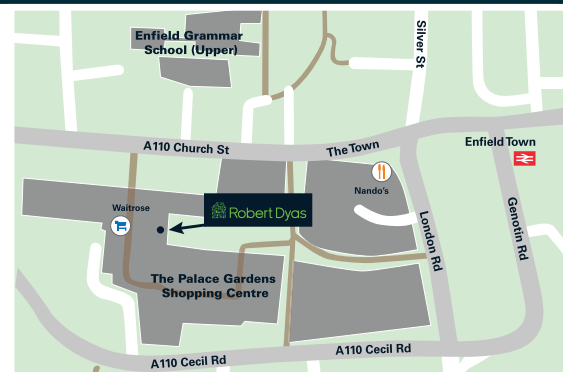 Enfield Grammar
School (Upper)
Silver St
A110 Church St
The Town
Enfield Town
Nando's
Waitrose
Robert Dyas
London Rd
Genotin Rd
The Palace Gardens
Shopping Centre
A110 Cecil Rd
A110 Cecil Rd